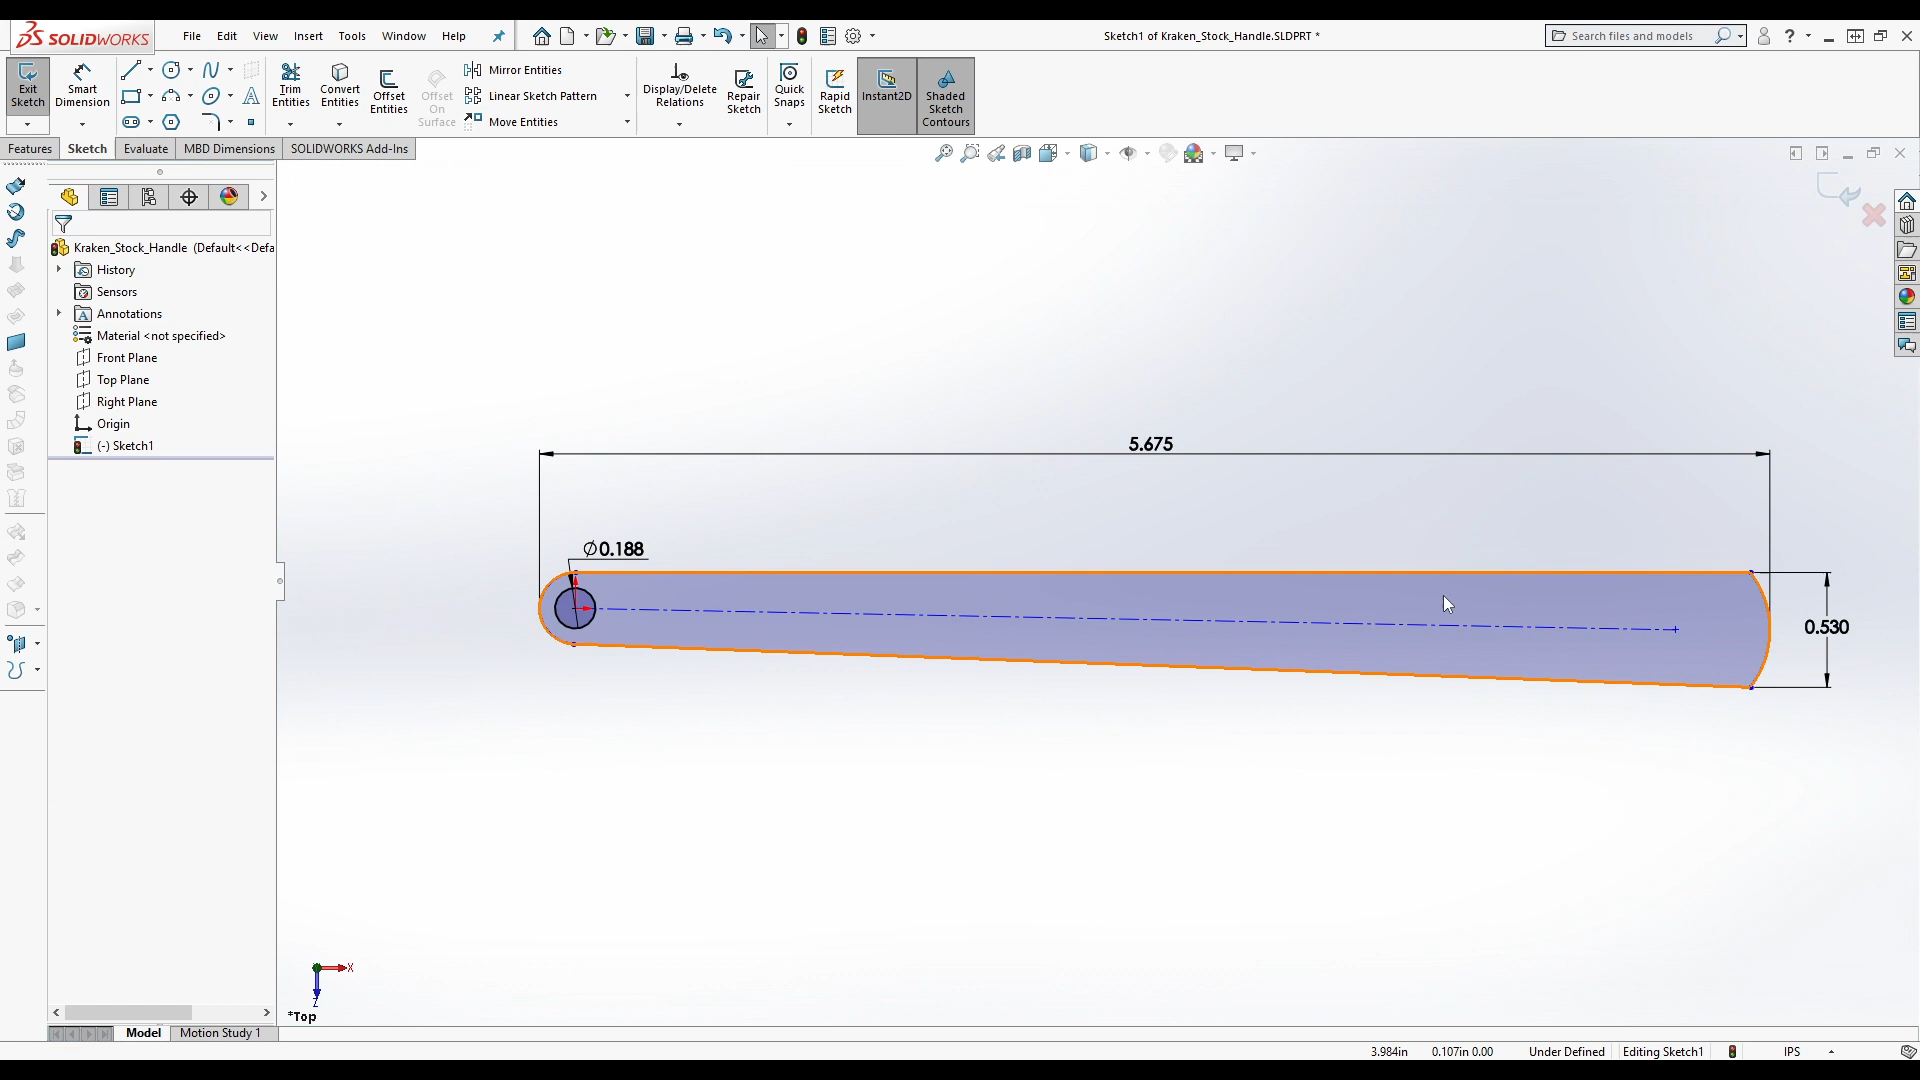 SOLIDWORKS File Edit View Insert Tools Window Help Sketch1 of Kraken_Stock_Handle.SLDPRT * Search files and models ?
Exit Sketch
Smart Dimension
Trim Entities
Convert Entities
Offset Entities
Offset On Surface
Mirror Entities
Linear Sketch Pattern
Move Entities
Display/Delete Relations
Repair Sketch
Quick Snaps
Rapid Sketch
Instant2D
Shaded Sketch Contours
Features Sketch Evaluate MBD Dimensions SOLIDWORKS Add-Ins
Kraken_Stock_Handle (Default<<Defa
History
Sensors
Annotations
Material <not specified>
Front Plane
Top Plane
Right Plane
Origin
(-) Sketch1
5.675
∅0.188
0.530
X
Z
*Top
Model Motion Study 1
3.984in 0.107in 0.00 Under Defined Editing Sketch1 IPS